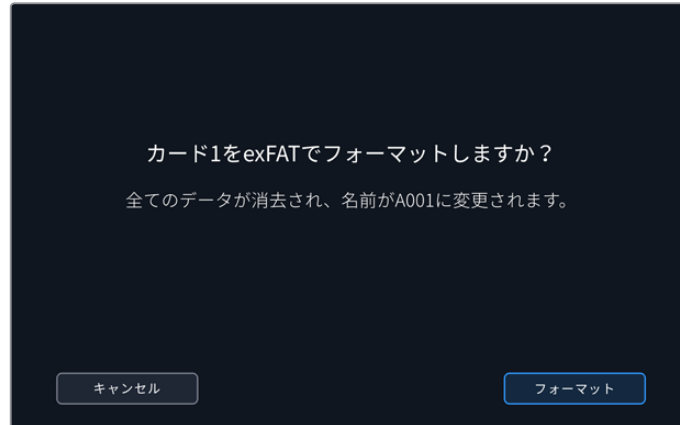 カード1をexFATでフォーマットしますか？
全てのデータが消去され、名前がA001に変更されます。
キャンセル
フォーマット